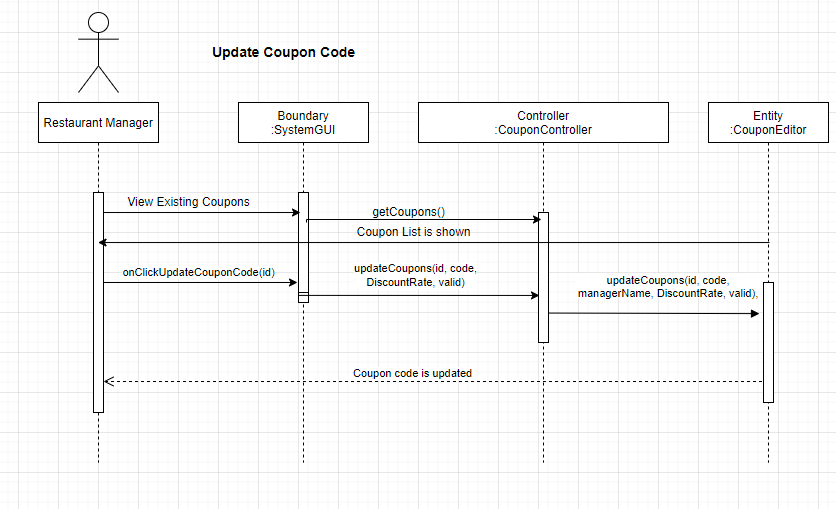 Update Coupon Code
Restaurant Manager
Boundary
:SystemGUI
Controller
:CouponController
Entity
:CouponEditor
View Existing Coupons
getCoupons()
Coupon List is shown
onClickUpdateCouponCode(id)
updateCoupons(id, code,
DiscountRate, valid)
updateCoupons(id, code,
managerName, DiscountRate, valid),
Coupon code is updated